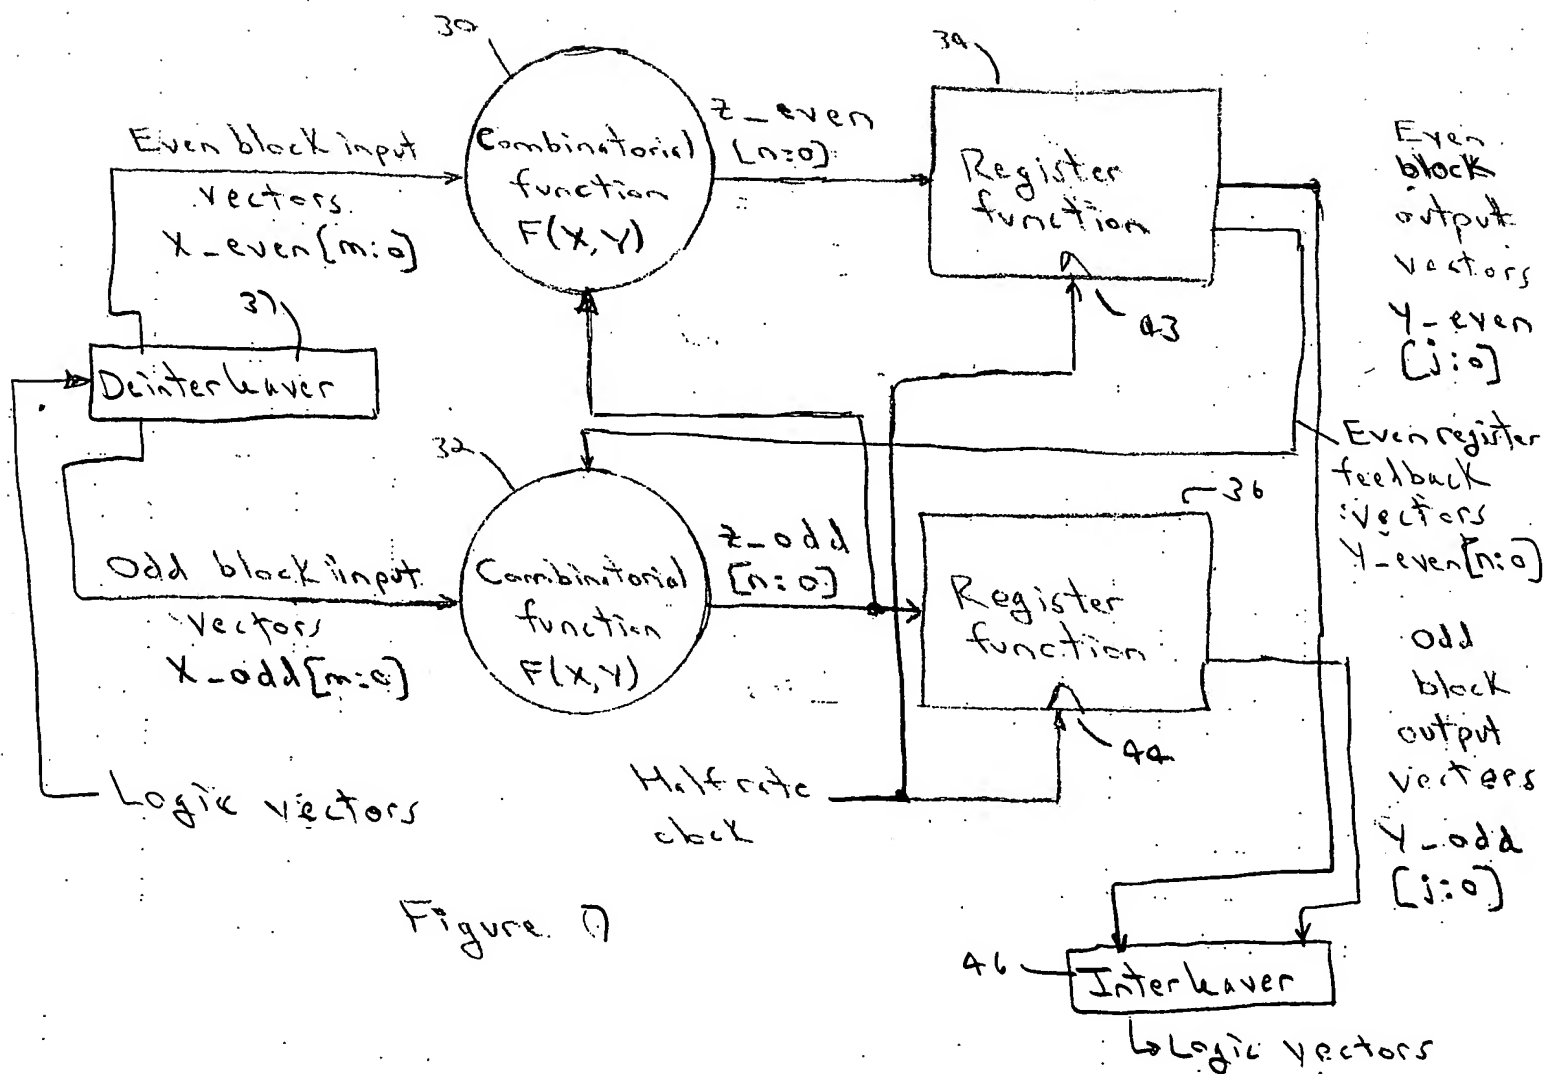 30
34
Even block input
vectors
X_even[m:0]
Combinatorial
function
F(X,Y)
Z_even
[n:0]
Register
function
43
Even
block
output
vectors
Y_even
[j:0]
37
Deinterleaver
32
Even register
feedback
vectors
Y_even[n:0]
36
Odd block input
vectors
X_odd[m:0]
Combinatorial
function
F(X,Y)
Z_odd
[n:0]
Register
function
44
Odd
block
output
vectors
Y_odd
[j:0]
Logic vectors
Half rate
clock
Figure
46
Interleaver
Logic vectors